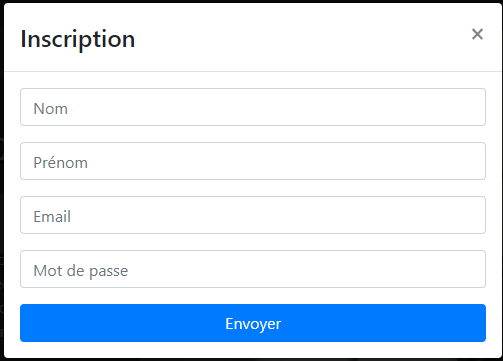 Inscription
×
Nom
Prénom
Email
Mot de passe
Envoyer